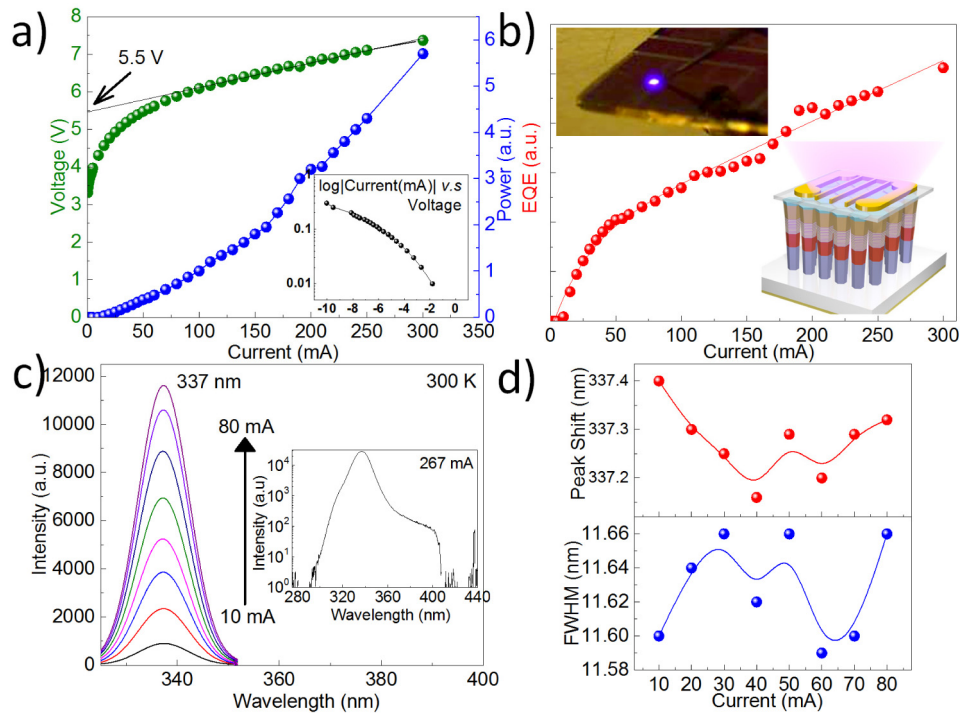 a)
8
7
6
5
4
3
2
1
0
Voltage (V)
5.5 V
6
5
4
3
2
1
0
Power (a.u.)
log|Current(mA)| v.s
Voltage
0.1
0.01
-10 -8 -6 -4 -2 0
0 50 100 150 200 250 300 350
Current (mA)
b)
EQE (a.u.)
0 50 100 150 200 250 300
Current (mA)
c)
12000
10000
8000
6000
4000
2000
0
Intensity (a.u.)
337 nm
300 K
80 mA
10 mA
267 mA
10⁴
10³
10²
10¹
10⁰
Intensity (a.u)
280 320 360 400 440
Wavelength (nm)
340 360 380 400
Wavelength (nm)
d)
337.4
337.3
337.2
Peak Shift (nm)
11.66
11.64
11.62
11.60
11.58
FWHM (nm)
10 20 30 40 50 60 70 80
Current (mA)